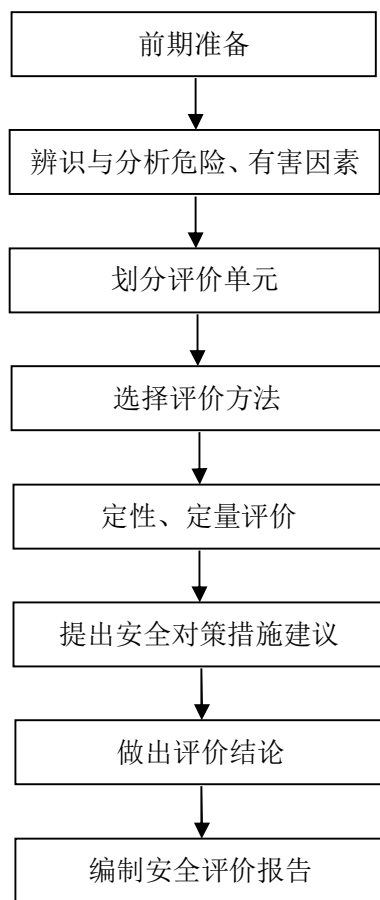 前期准备
辨识与分析危险、有害因素
划分评价单元
选择评价方法
定性、定量评价
提出安全对策措施建议
做出评价结论
编制安全评价报告